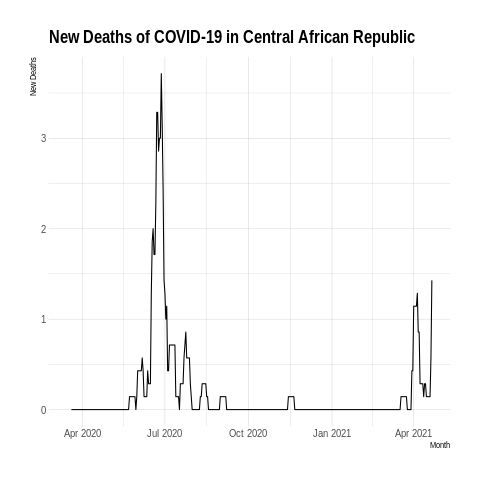 New Deaths of COVID-19 in Central African Republic
New Deaths
3
2
1
0
Apr 2020 Jul 2020 Oct 2020 Jan 2021 Apr 2021
Month